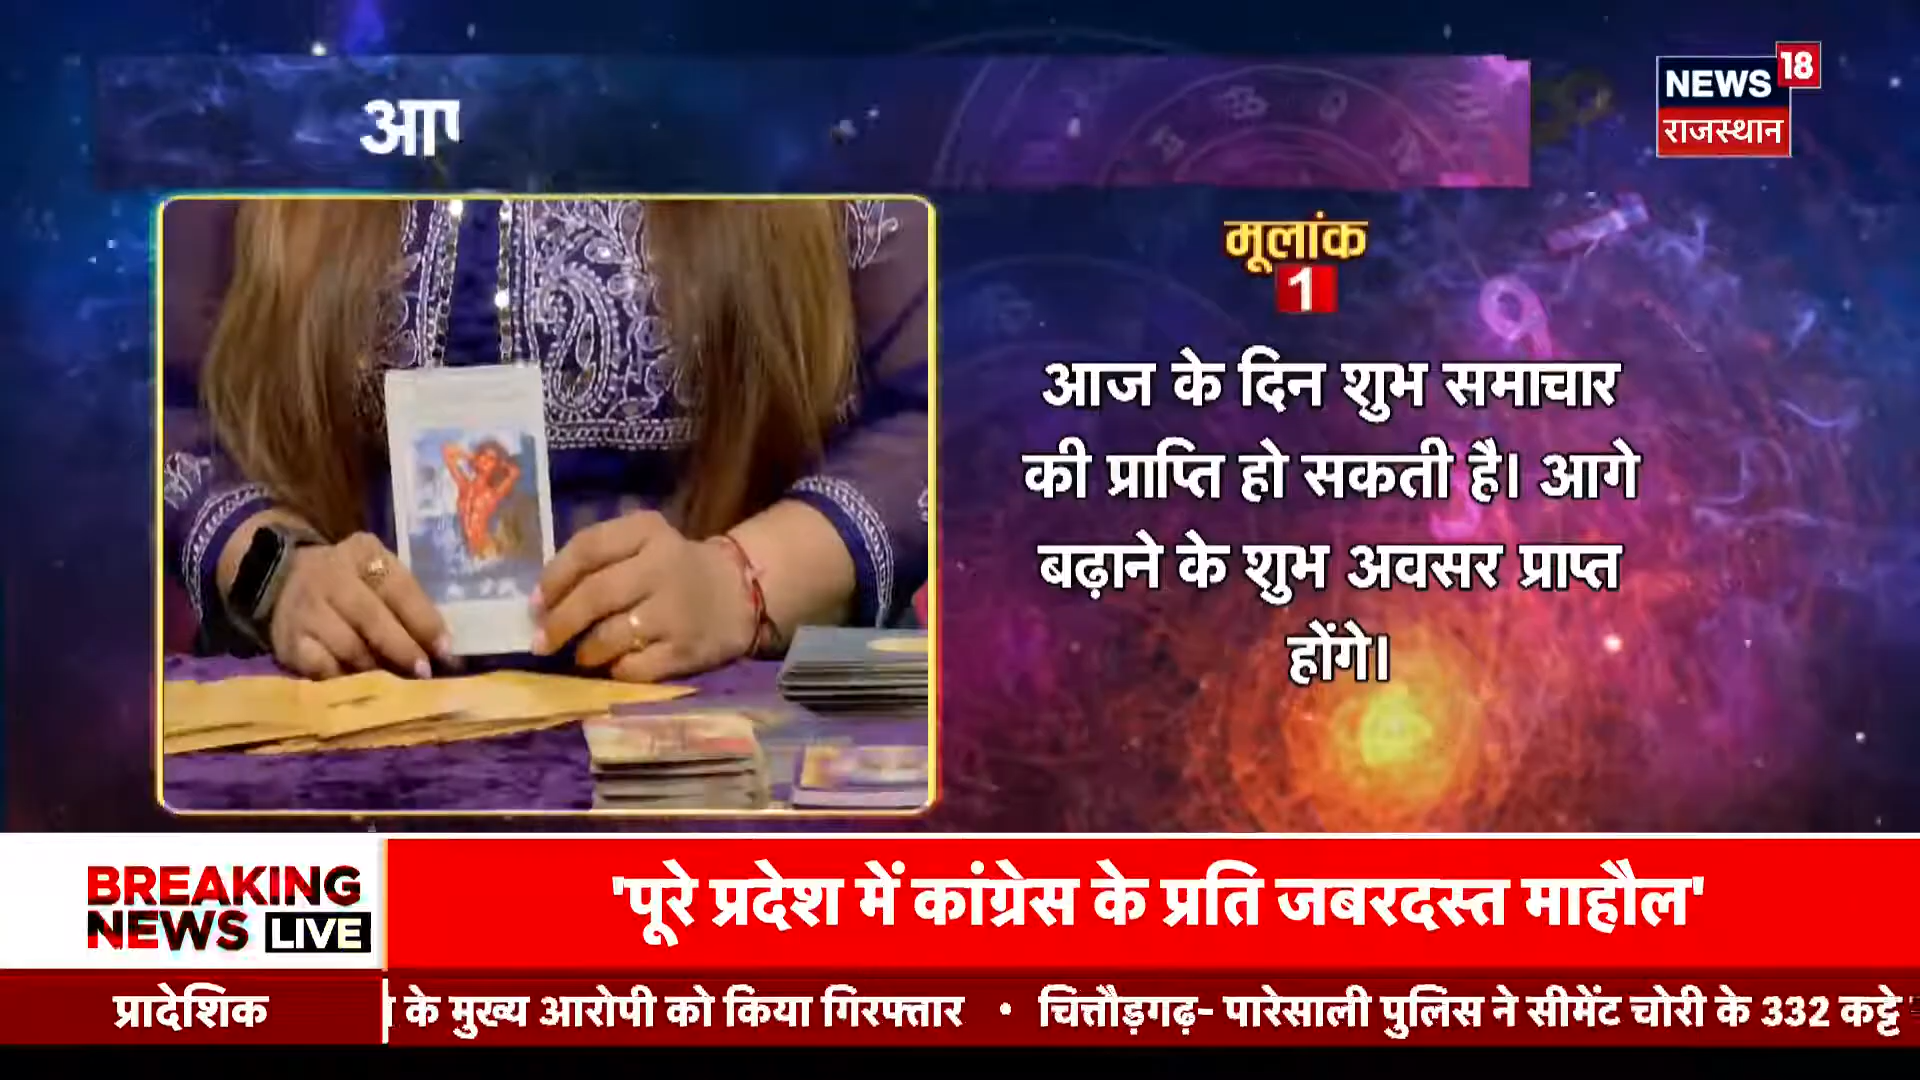 NEWS 18
राजस्थान
मूलांक
1
आज के दिन शुभ समाचार
की प्राप्ति हो सकती है। आगे
बढ़ाने के शुभ अवसर प्राप्त
होंगे।
BREAKING
NEWS LIVE
'पूरे प्रदेश में कांग्रेस के प्रति जबरदस्त माहौल'
प्रादेशिक
के मुख्य आरोपी को किया गिरफ्तार • चित्तौड़गढ़- पारेसाली पुलिस ने सीमेंट चोरी के 332 कट्टे